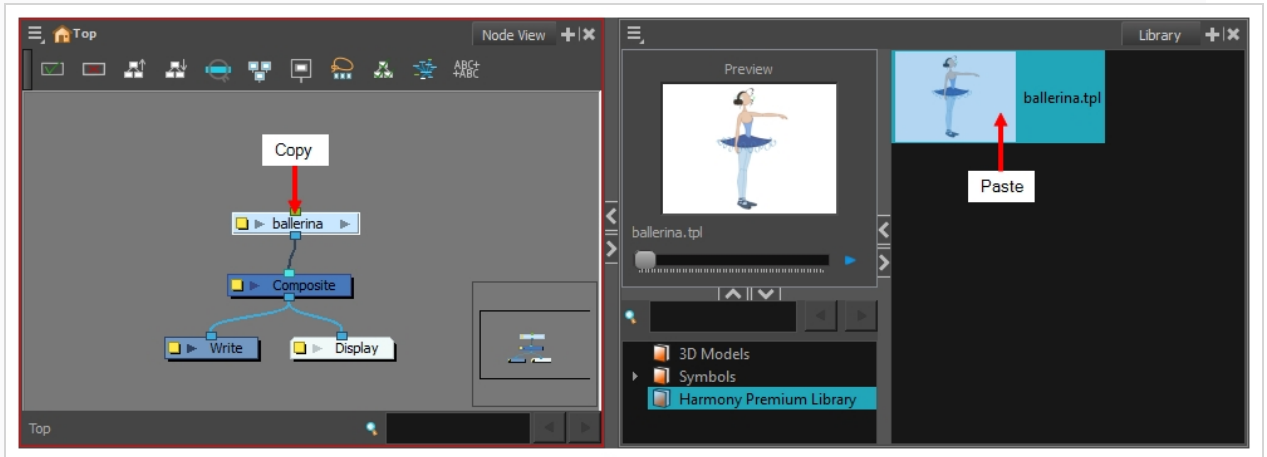 Top
Node View
ABC+
+ABC
Copy
ballerina
Composite
Write
Display
Top
Library
Preview
ballerina.tpl
3D Models
Symbols
Harmony Premium Library
ballerina.tpl
Paste